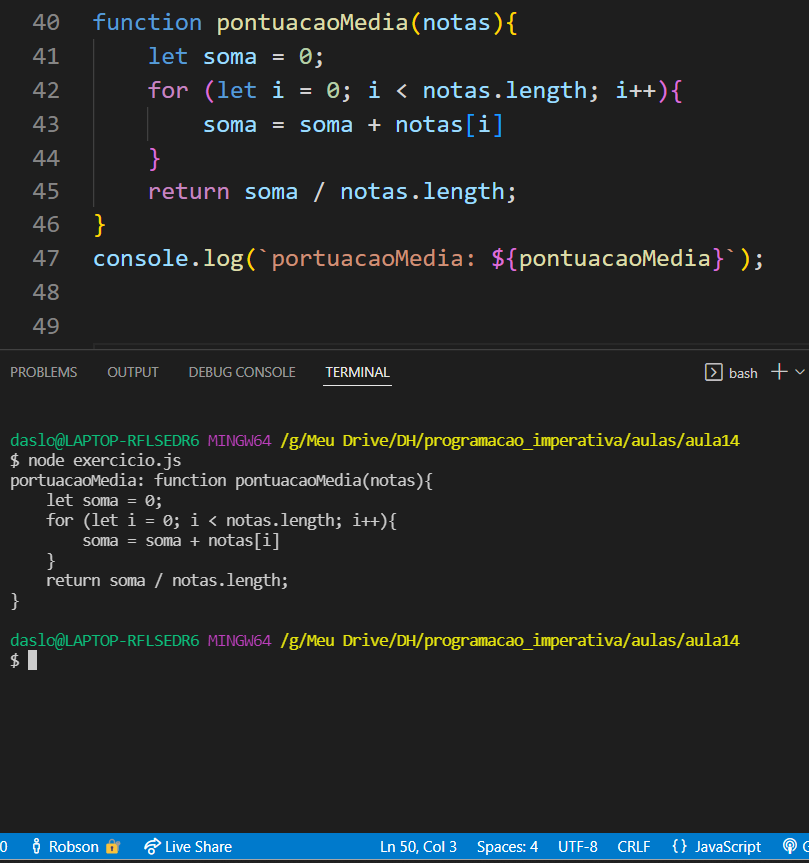 40 function pontuacaoMedia(notas){
41     let soma = 0;
42     for (let i = 0; i < notas.length; i++){
43         soma = soma + notas[i]
44     }
45     return soma / notas.length;
46 }
47 console.log(`portuacaoMedia: ${pontuacaoMedia}`);
48
49
PROBLEMS OUTPUT DEBUG CONSOLE TERMINAL bash
daslo@LAPTOP-RFLSEDR6 MINGW64 /g/Meu Drive/DH/programacao_imperativa/aulas/aula14
$ node exercicio.js
portuacaoMedia: function pontuacaoMedia(notas){
    let soma = 0;
    for (let i = 0; i < notas.length; i++){
        soma = soma + notas[i]
    }
    return soma / notas.length;
}
daslo@LAPTOP-RFLSEDR6 MINGW64 /g/Meu Drive/DH/programacao_imperativa/aulas/aula14
$
0 Robson Live Share Ln 50, Col 3 Spaces: 4 UTF-8 CRLF {} JavaScript